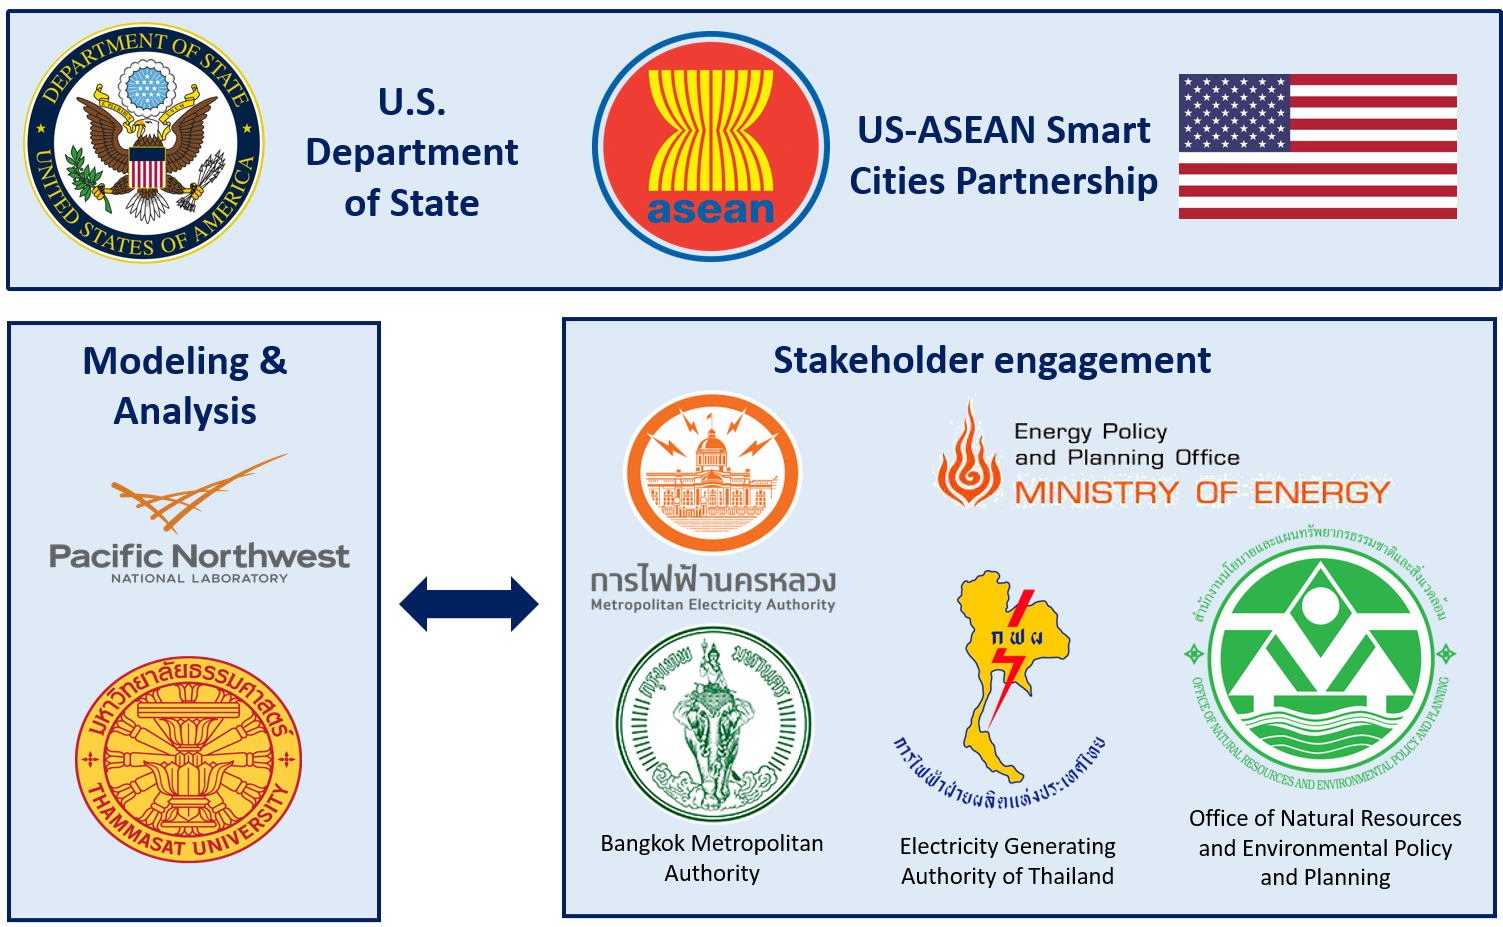 DEPARTMENT OF STATE
UNITED STATES OF AMERICA
U.S.
Department
of State
asean
US-ASEAN Smart
Cities Partnership
Modeling &
Analysis
Pacific Northwest
NATIONAL LABORATORY
มหาวิทยาลัยธรรมศาสตร์
THAMMASAT UNIVERSITY
Stakeholder engagement
การไฟฟ้านครหลวง
Metropolitan Electricity Authority
Energy Policy
and Planning Office
MINISTRY OF ENERGY
กรุงเทพ มหานคร
Bangkok Metropolitan
Authority
กฟผ
การไฟฟ้าฝ่ายผลิตแห่งประเทศไทย
Electricity Generating
Authority of Thailand
สำนักงานนโยบายและแผนทรัพยากรธรรมชาติและสิ่งแวดล้อม
OFFICE OF NATURAL RESOURCES AND ENVIRONMENTAL POLICY AND PLANNING
Office of Natural Resources
and Environmental Policy
and Planning